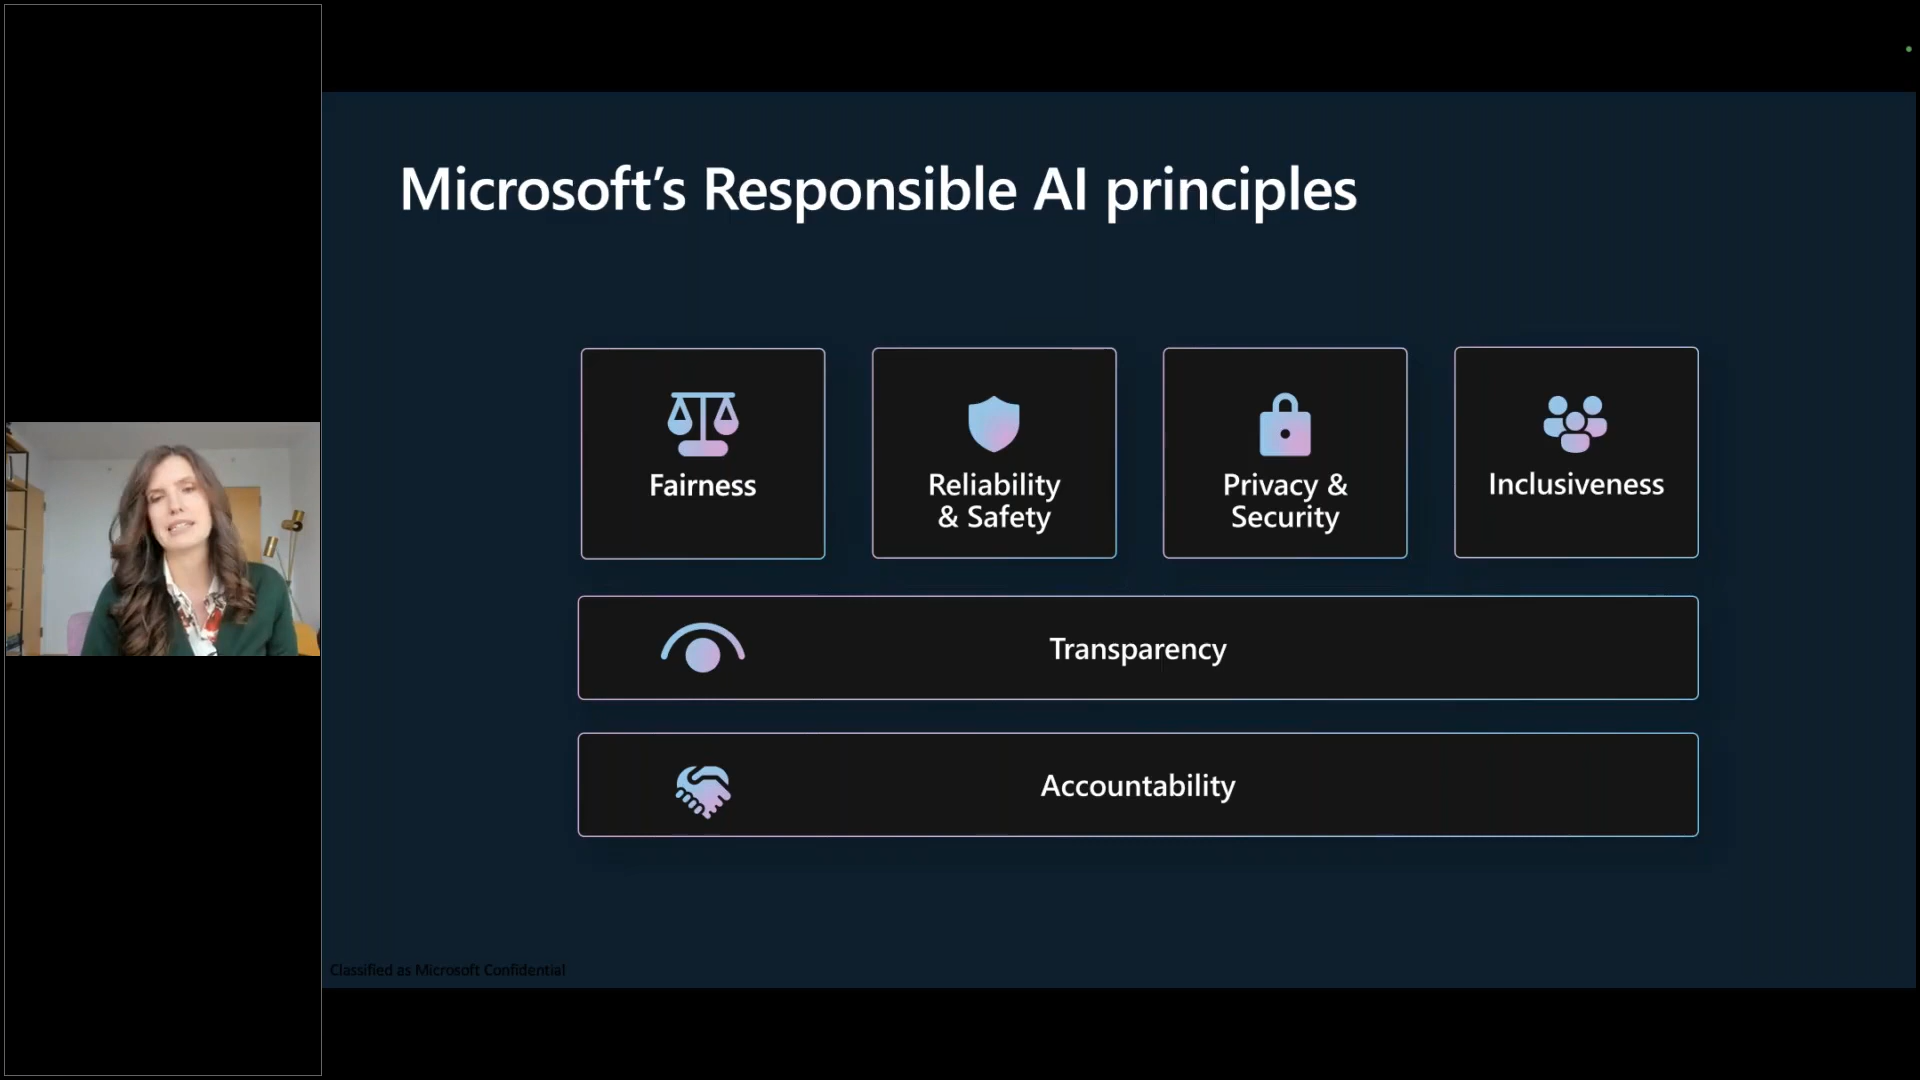 Microsoft’s Responsible AI principles
Fairness
Reliability
& Safety
Privacy &
Security
Inclusiveness
Transparency
Accountability
Classified as Microsoft Confidential